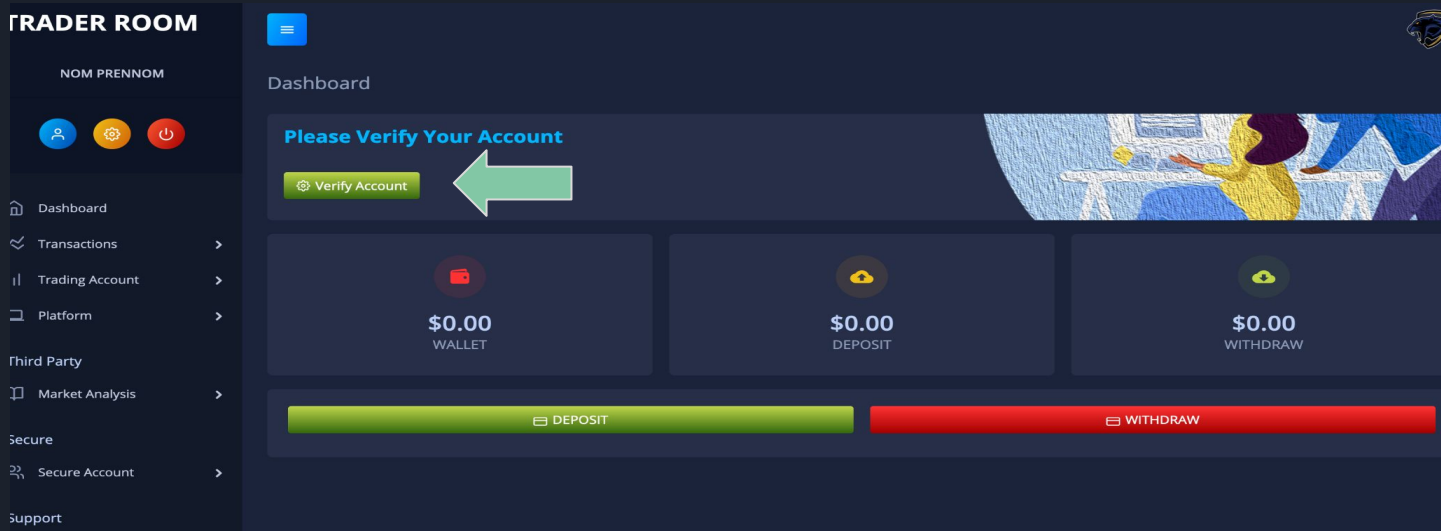 TRADER ROOM
NOM PRENNOM
Dashboard
Transactions
Trading Account
Platform
Third Party
Market Analysis
Secure
Secure Account
Support
Dashboard
Please Verify Your Account
Verify Account
$0.00
WALLET
$0.00
DEPOSIT
$0.00
WITHDRAW
DEPOSIT
WITHDRAW